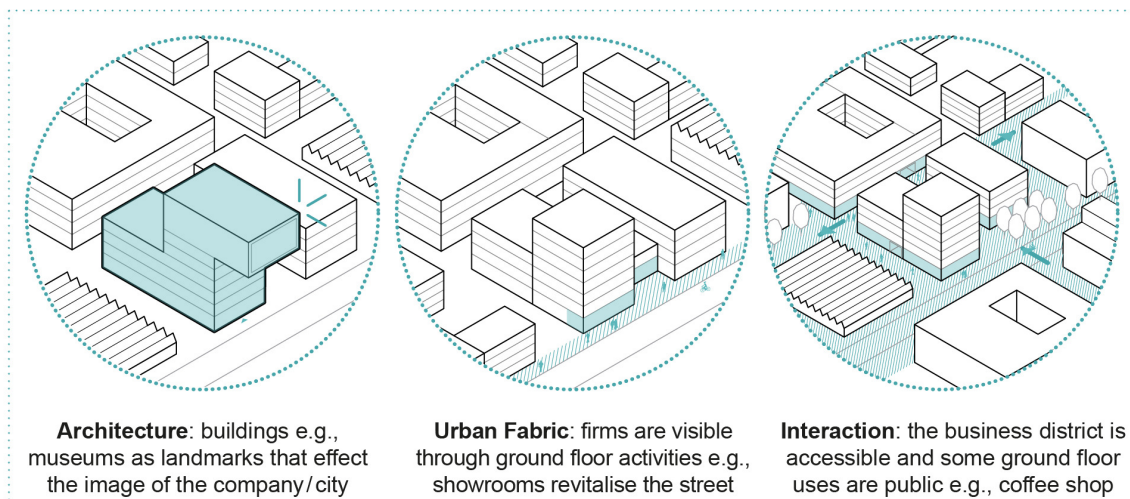 Architecture: buildings e.g.,
museums as landmarks that effect
the image of the company/city
Urban Fabric: firms are visible
through ground floor activities e.g.,
showrooms revitalise the street
Interaction: the business district is
accessible and some ground floor
uses are public e.g., coffee shop